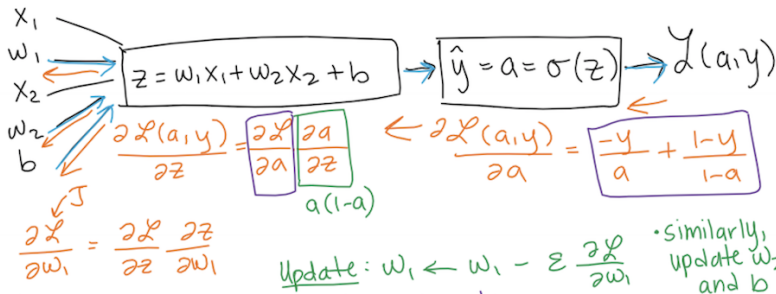 x₁
w₁
x₂
w₂
b
z = w₁x₁ + w₂x₂ + b
ŷ = a = σ(z)
ℒ(a,y)
∂ℒ(a,y)/∂z = ∂ℒ/∂a ∂a/∂z
a(1-a)
∂ℒ(a,y)/∂a = -y/a + 1-y/1-a
J
∂ℒ/∂w₁ = ∂ℒ/∂z ∂z/∂w₁
Update: w₁ ← w₁ - ε ∂ℒ/∂w₁
• similarly,
update w₂
and b